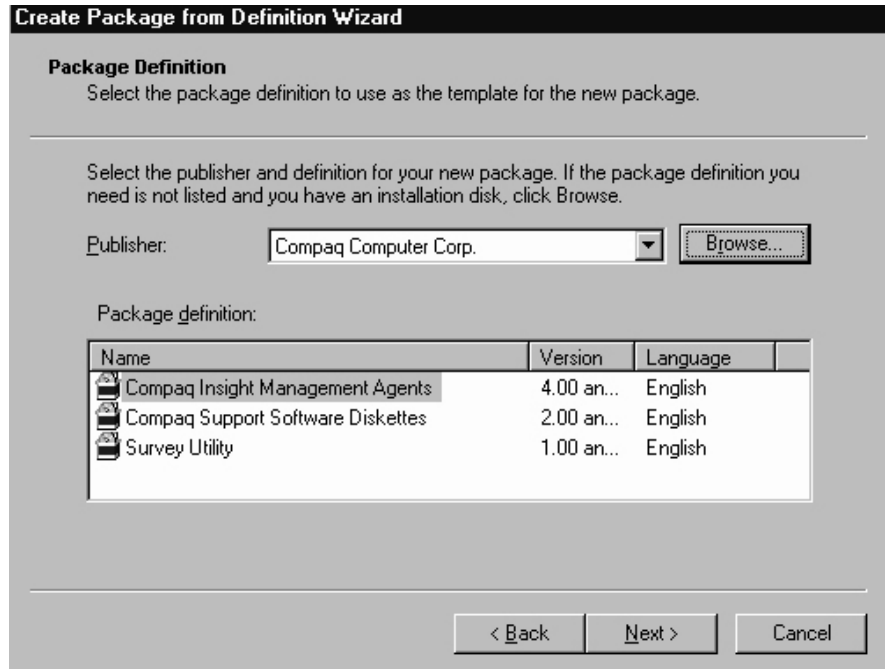 Create Package from Definition Wizard
Package Definition
Select the package definition to use as the template for the new package.
Select the publisher and definition for your new package. If the package definition you
need is not listed and you have an installation disk, click Browse.
Publisher: Compaq Computer Corp. Browse...
Package definition:
Name Version Language
Compaq Insight Management Agents 4.00 an... English
Compaq Support Software Diskettes 2.00 an... English
Survey Utility 1.00 an... English
< Back Next > Cancel